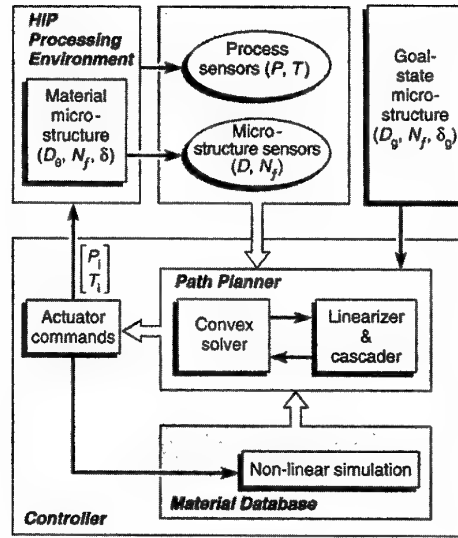 HIP
Processing
Environment
Material
micro-
structure
(Dθ, Nf, δ)
Process
sensors (P, T)
Micro-
structure sensors
(D, Nf)
Goal-
state
micro-
structure
(Dg, Nf, δg)
[Pi
Ti]
Actuator
commands
Path Planner
Convex
solver
Linearizer
&
cascader
Non-linear simulation
Material Database
Controller